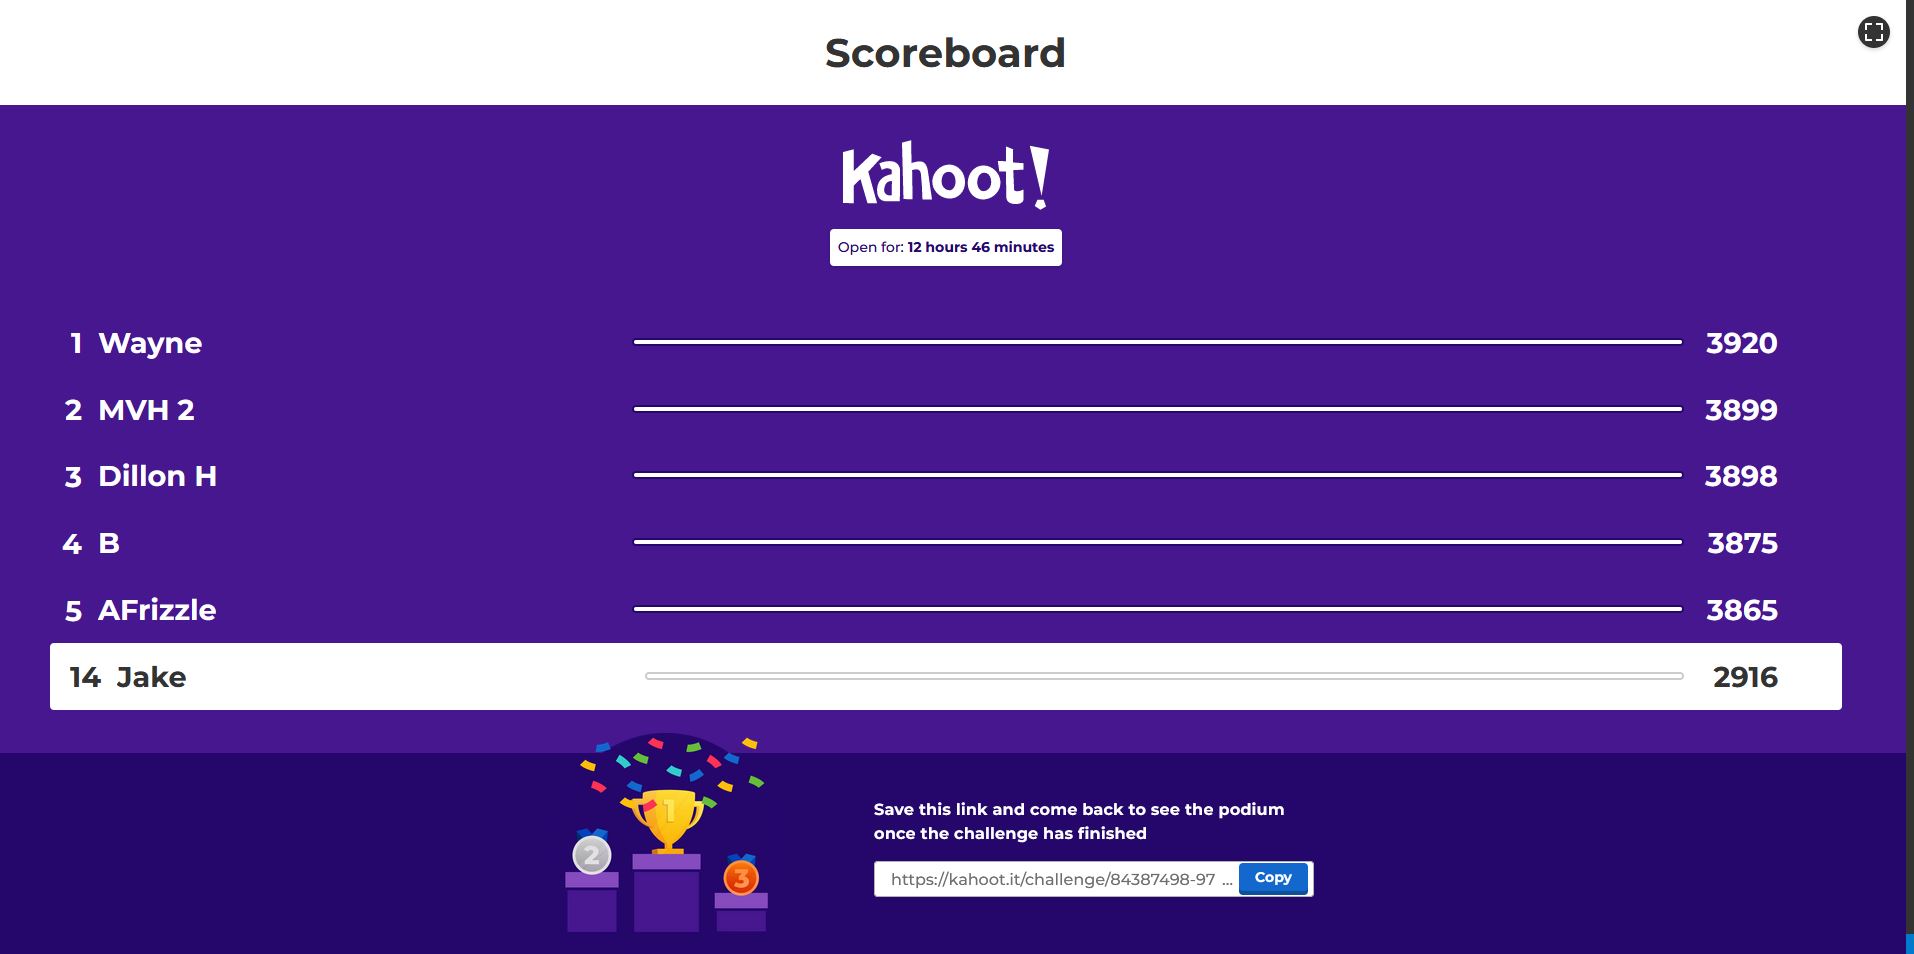 Scoreboard
Kahoot!
Open for: 12 hours 46 minutes
1 Wayne 3920
2 MVH 2 3899
3 Dillon H 3898
4 B 3875
5 AFrizzle 3865
14 Jake 2916
1
2
3
Save this link and come back to see the podium
once the challenge has finished
https://kahoot.it/challenge/84387498-97 ... Copy